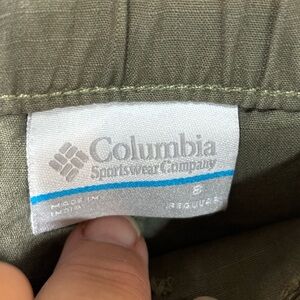 Columbia
Sportswear Company
8
MADE IN
INDIA
REGULAR